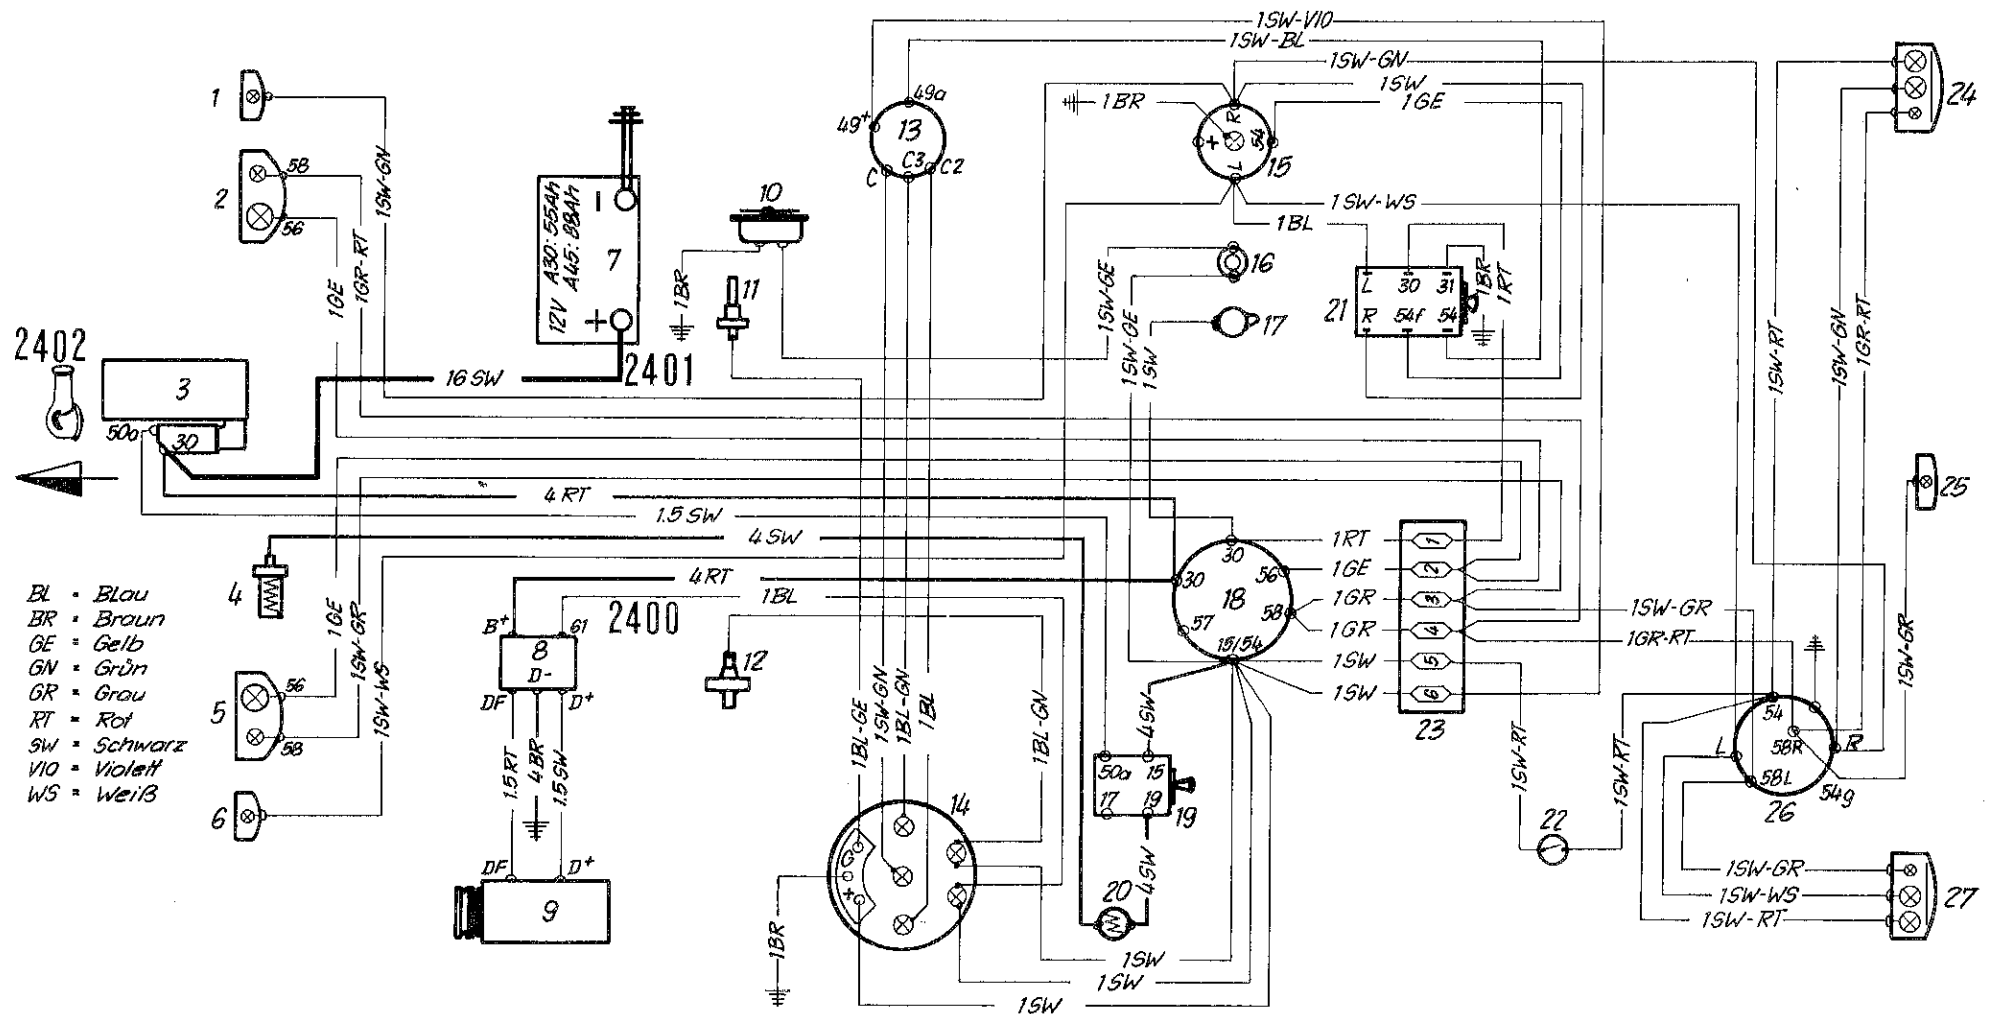 1SW-VIO
1SW-BL
1SW-GN
1SW
1BR
1GE
1
49a
49+
13
R
+
54
L
15
24
58
2
56
1SW-GN
C
C3
C2
A30: 55Ah
A45: 88Ah
12V
7
−
+
10
1BR
11
1SW-WS
1BL
16
17
1SW-GE
1SW-GE
1SW
21
L
30
31
R
54f
54
1BR
1RT
1SW-RT
1SW-GN
1GR-RT
1GE
1GR-RT
2402
3
2401
16 SW
50a
30
4 RT
1.5 SW
4 SW
4 RT
1BL
2400
25
4
BL = Blau
BR = Braun
GE = Gelb
GN = Grün
GR = Grau
RT = Rot
SW = Schwarz
VIO = Violett
WS = Weiß
1GE
1SW-GR
1SW-WS
B+
61
8
D-
DF
D+
1.5RT
4BR
1.5SW
DF
D+
9
5
56
58
6
12
30
30
56
18
58
57
15/54
1RT
1GE
1GR
1GR
1SW
1SW
1
2
3
4
5
6
23
1SW-GR
1GR-RT
1SW-GR
1BL-GE
1SW-GN
1BL-GN
1BL
1BL-GN
4SW
50a
15
17
19
19
14
G
+
1BR
20
4SW
1SW
1SW
1SW
1SW-RT
22
1SW-RT
54
58R
R
L
58L
54g
26
1SW-GR
1SW-WS
1SW-RT
27